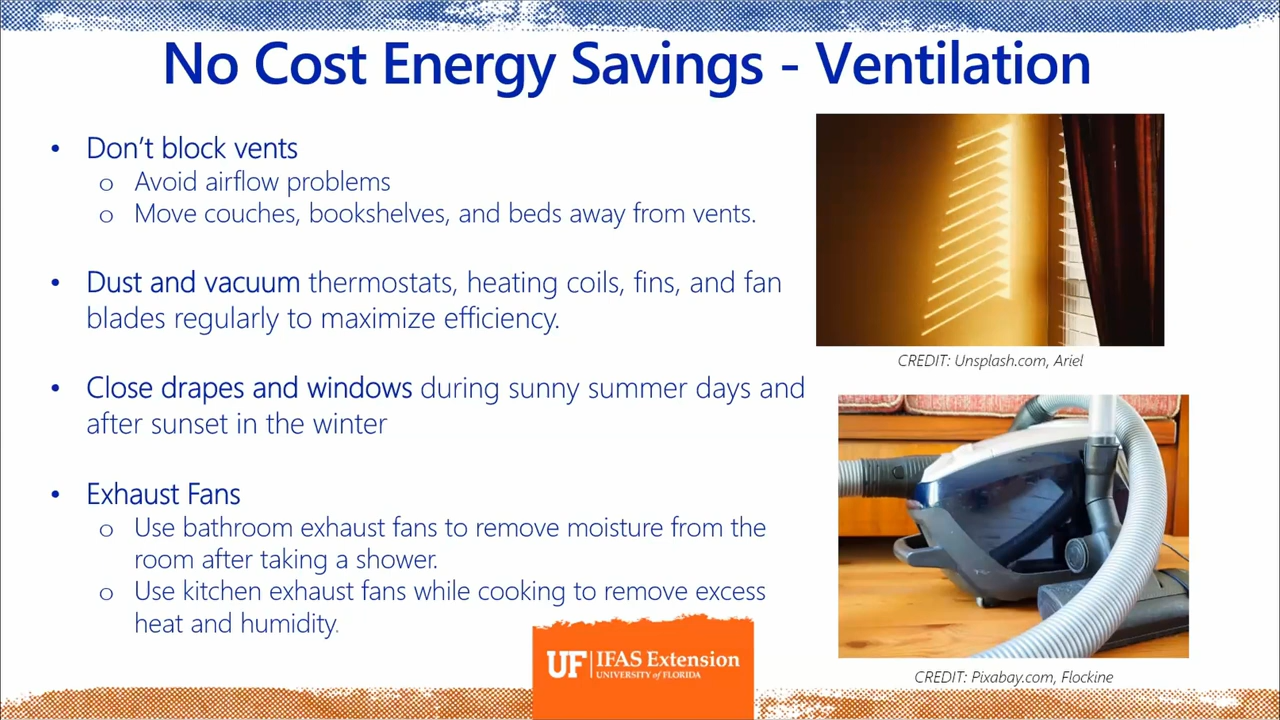 No Cost Energy Savings - Ventilation
• Don't block vents
o Avoid airflow problems
o Move couches, bookshelves, and beds away from vents.
• Dust and vacuum thermostats, heating coils, fins, and fan
blades regularly to maximize efficiency.
• Close drapes and windows during sunny summer days and
after sunset in the winter
• Exhaust Fans
o Use bathroom exhaust fans to remove moisture from the
room after taking a shower.
o Use kitchen exhaust fans while cooking to remove excess
heat and humidity.
CREDIT: Unsplash.com, Ariel
CREDIT: Pixabay.com, Flockine
UF | IFAS Extension
UNIVERSITY of FLORIDA